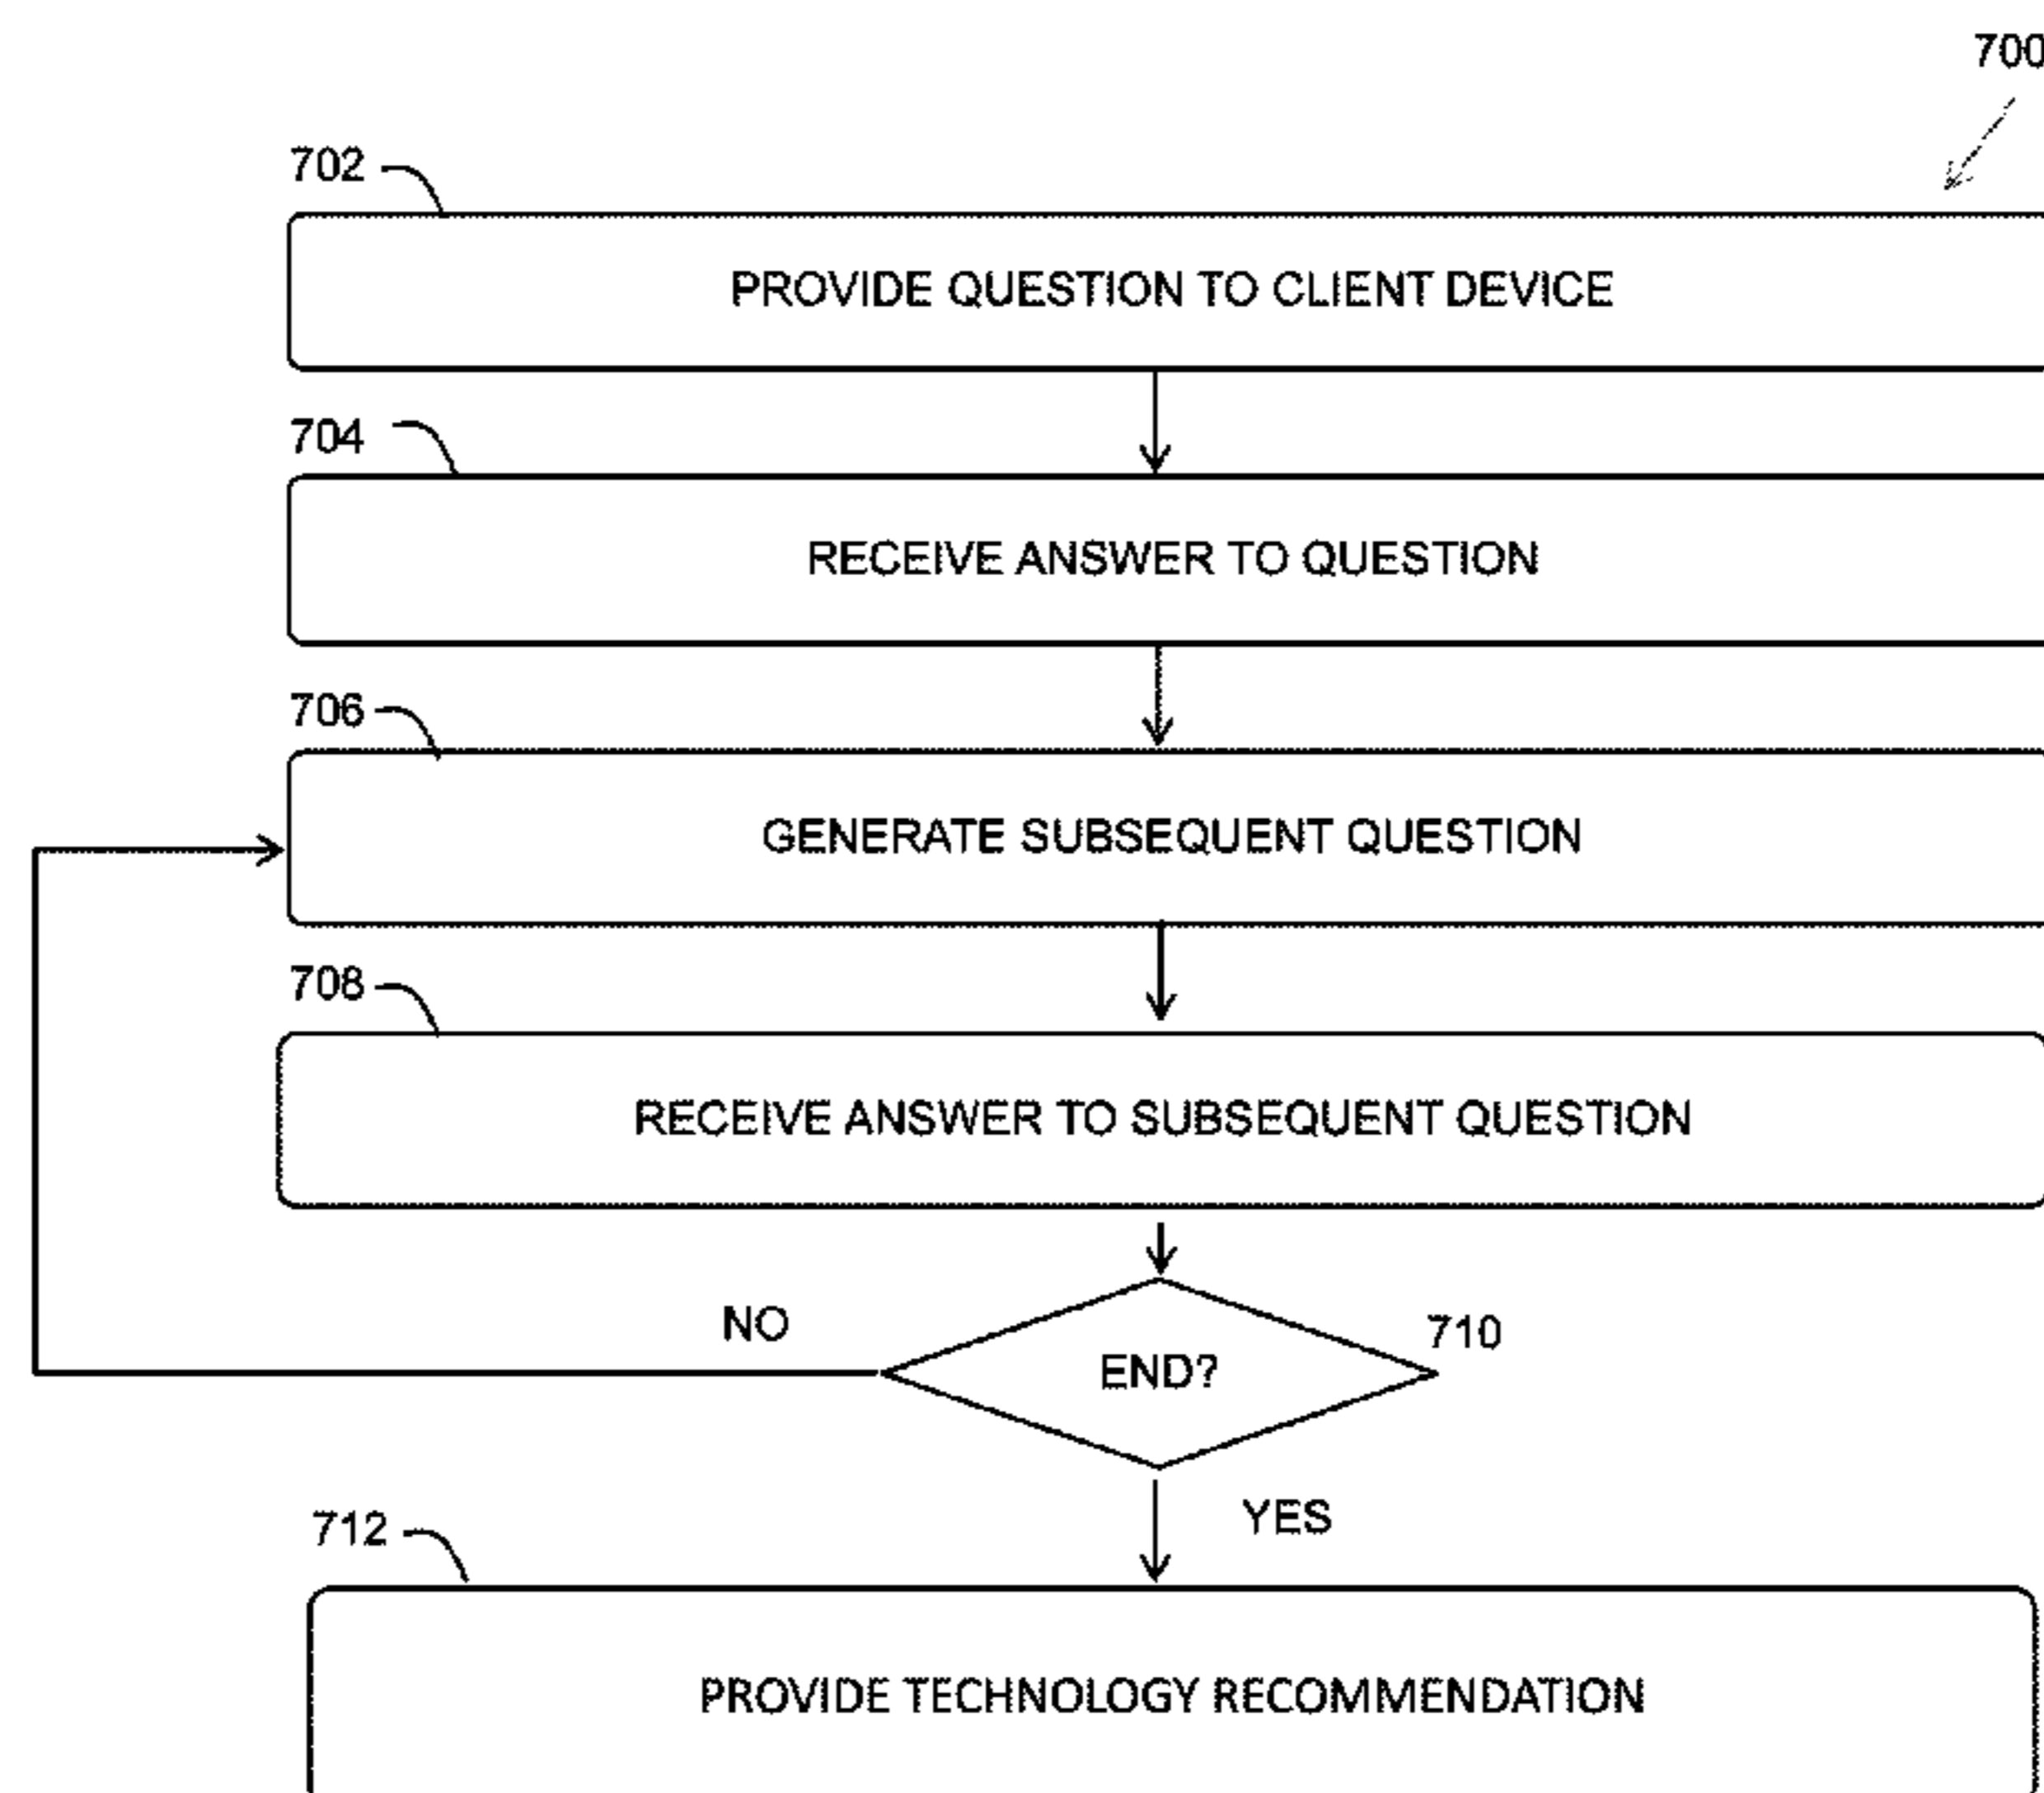 700
702
PROVIDE QUESTION TO CLIENT DEVICE
704
RECEIVE ANSWER TO QUESTION
706
GENERATE SUBSEQUENT QUESTION
708
RECEIVE ANSWER TO SUBSEQUENT QUESTION
NO
END?
710
YES
712
PROVIDE TECHNOLOGY RECOMMENDATION